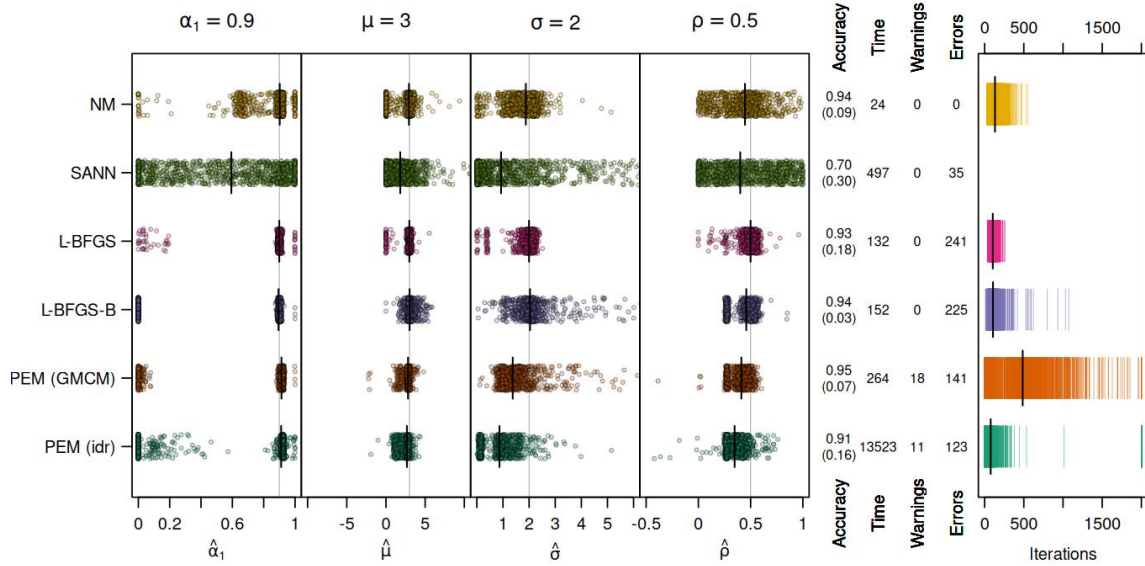 α₁ = 0.9 μ = 3 σ = 2 ρ = 0.5 Accuracy Time Warnings Errors
0 500 1500
NM 0.94 (0.09) 24 0 0
SANN 0.70 (0.30) 497 0 35
L-BFGS 0.93 (0.18) 132 0 241
L-BFGS-B 0.94 (0.03) 152 0 225
PEM (GMCM) 0.95 (0.07) 264 18 141
PEM (idr) 0.91 (0.16) 13523 11 123
Accuracy Time Warnings Errors
0 0.2 0.6 1 -5 0 5 0 1 2 3 4 5 6 -0.5 0 0.5 1 0 500 1500
α̂₁ μ̂ σ̂ ρ̂ Iterations